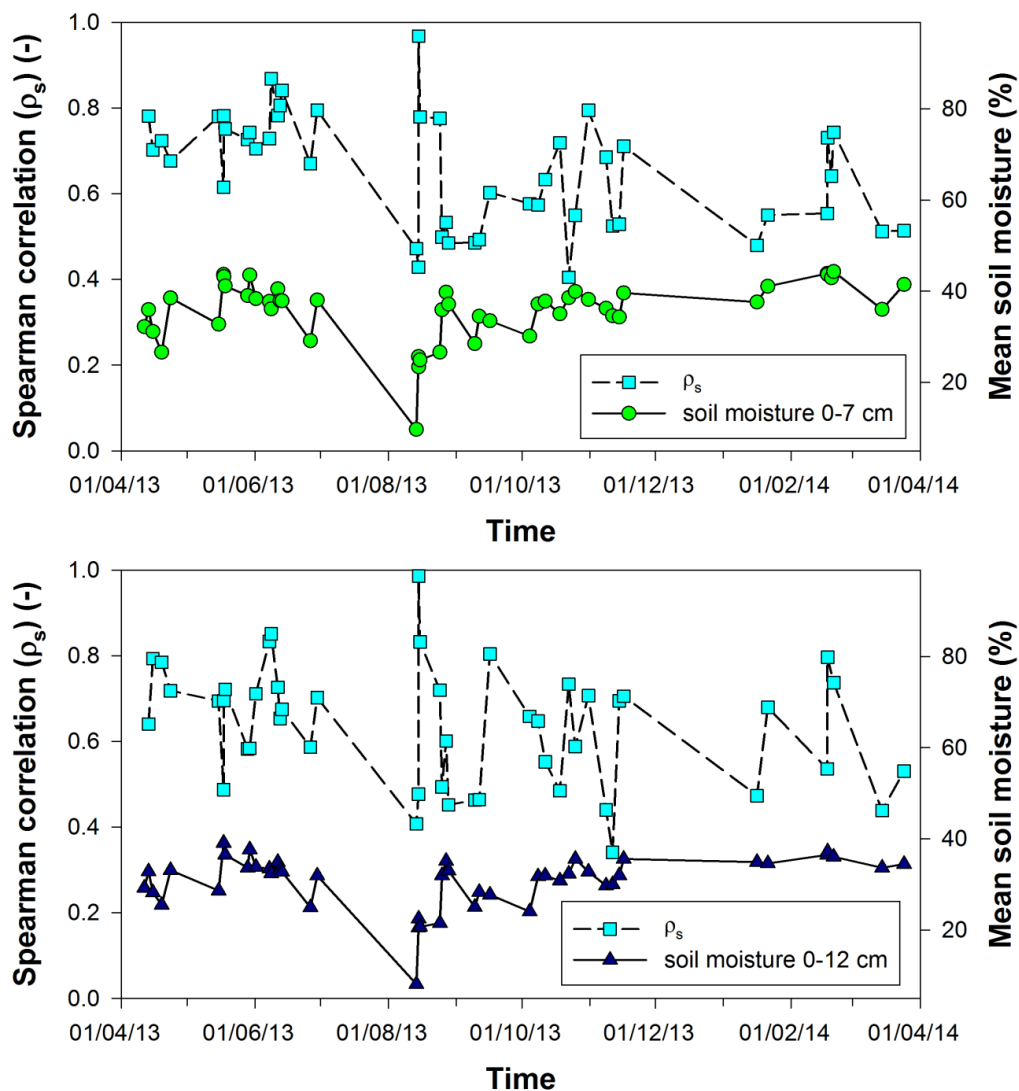 Spearman correlation (ρs) (-)
1.0
0.8
0.6
0.4
0.2
0.0
80
60
40
20
Mean soil moisture (%)
ρs
soil moisture 0-7 cm
01/04/13 01/06/13 01/08/13 01/10/13 01/12/13 01/02/14 01/04/14
Time
Spearman correlation (ρs) (-)
1.0
0.8
0.6
0.4
0.2
0.0
80
60
40
20
Mean soil moisture (%)
ρs
soil moisture 0-12 cm
01/04/13 01/06/13 01/08/13 01/10/13 01/12/13 01/02/14 01/04/14
Time